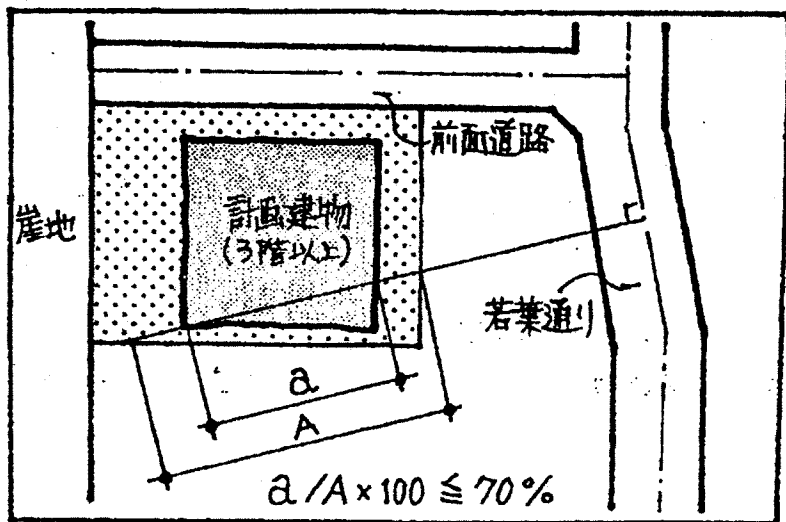 前面道路
計画建物
(3階以上)
崖地
若葉通り
a
A
a/A×100≦70%